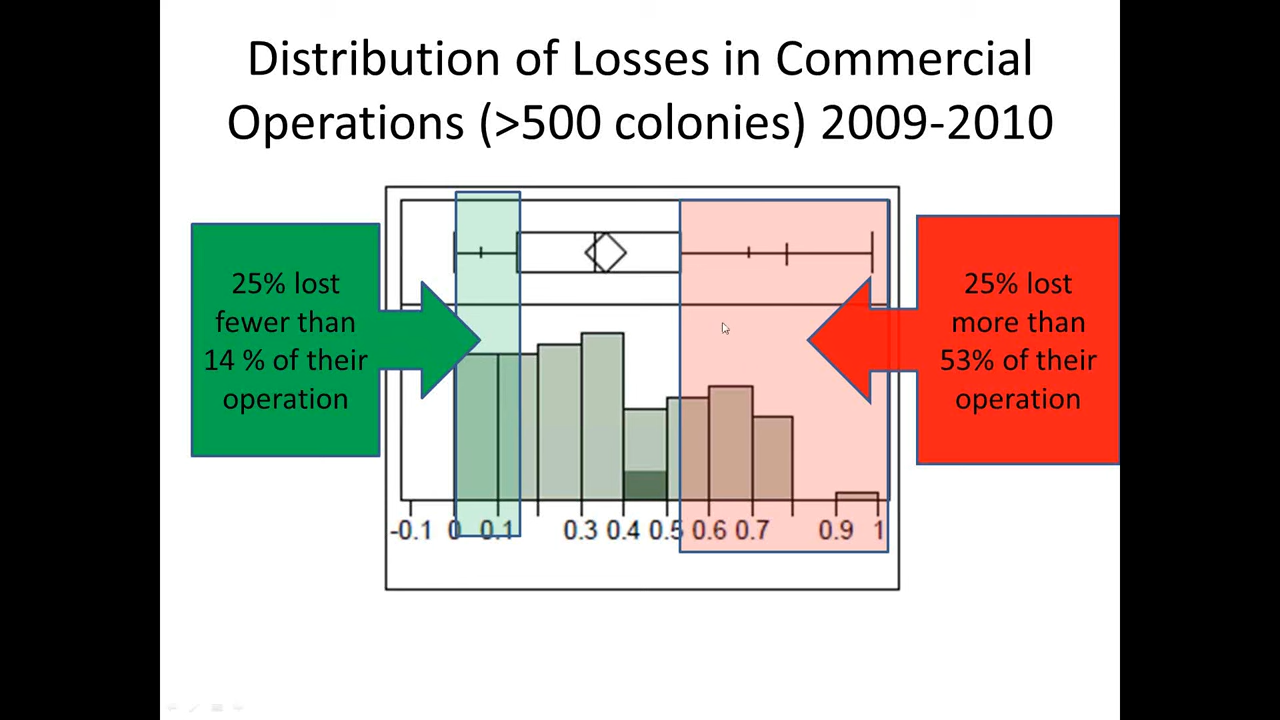 Distribution of Losses in Commercial
Operations (>500 colonies) 2009-2010
25% lost
fewer than
14 % of their
operation
25% lost
more than
53% of their
operation
-0.1 0 0.1 0.3 0.4 0.5 0.6 0.7 0.9 1